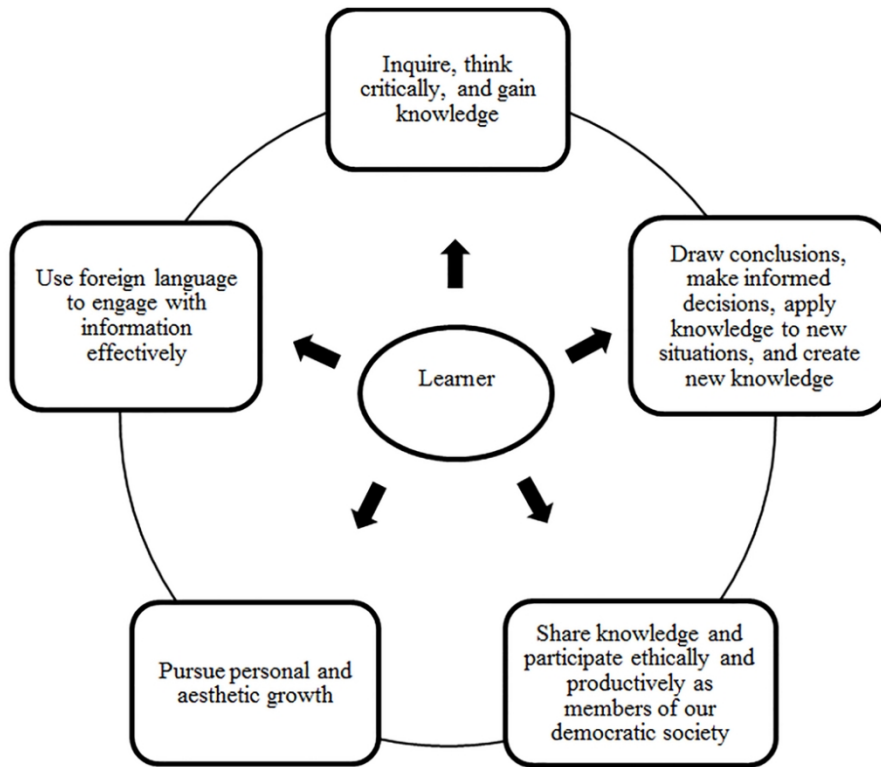 Inquire, think
critically, and gain
knowledge
Draw conclusions,
make informed
decisions, apply
knowledge to new
situations, and create
new knowledge
Share knowledge and
participate ethically and
productively as
members of our
democratic society
Pursue personal and
aesthetic growth
Use foreign language
to engage with
information
effectively
Learner